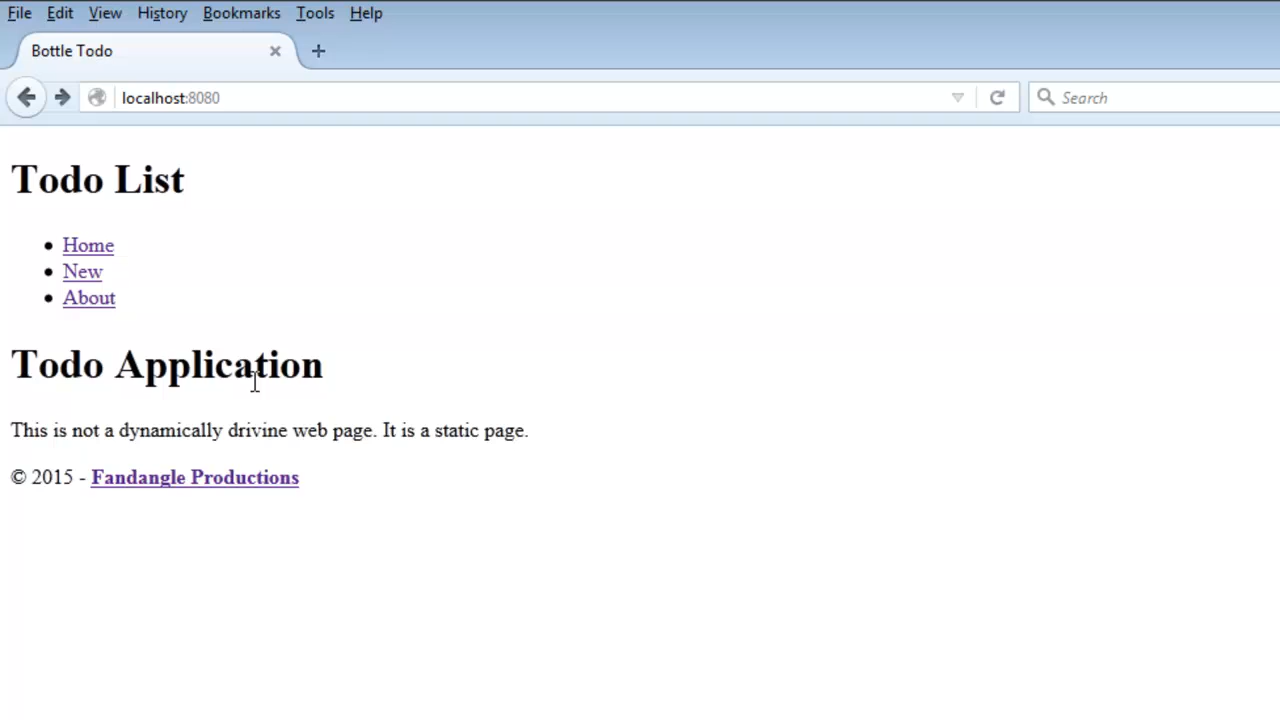 File Edit View History Bookmarks Tools Help
Bottle Todo
localhost:8080
Search
Todo List
Home
New
About
Todo Application
This is not a dynamically drivine web page. It is a static page.
© 2015 - Fandangle Productions